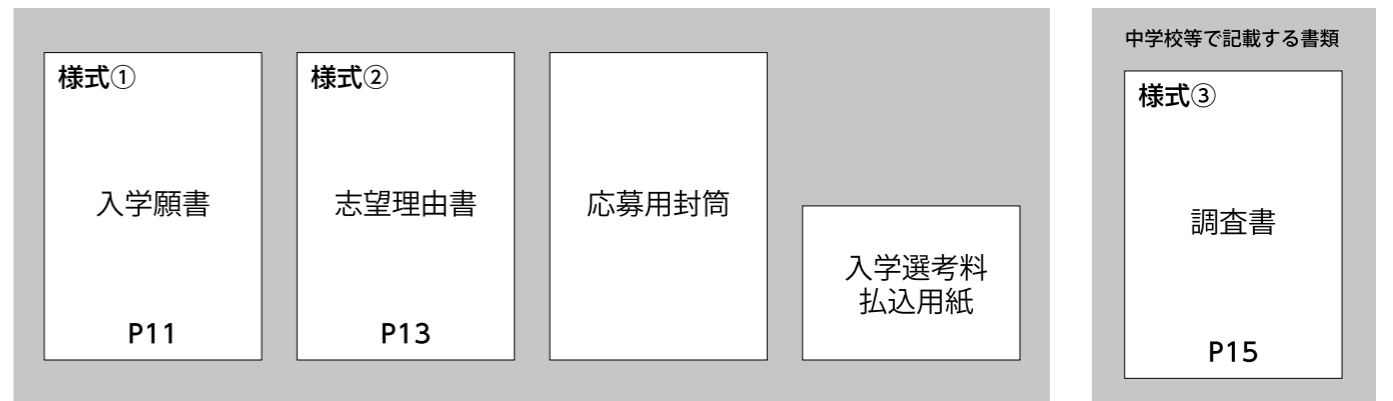 様式①
入学願書
P11
様式②
志望理由書
P13
応募用封筒
入学選考料
払込用紙
中学校等で記載する書類
様式③
調査書
P15